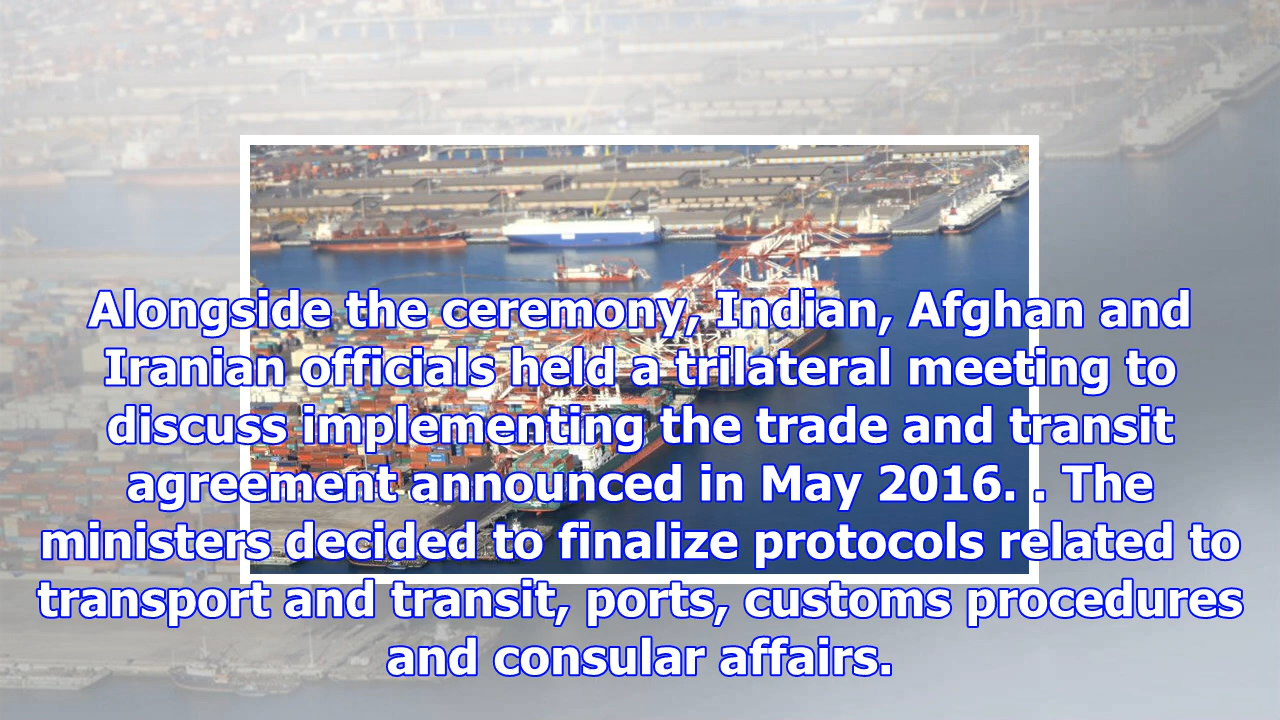 Alongside the ceremony, Indian, Afghan and
Iranian officials held a trilateral meeting to
discuss implementing the trade and transit
agreement announced in May 2016. . The
ministers decided to finalize protocols related to
transport and transit, ports, customs procedures
and consular affairs.